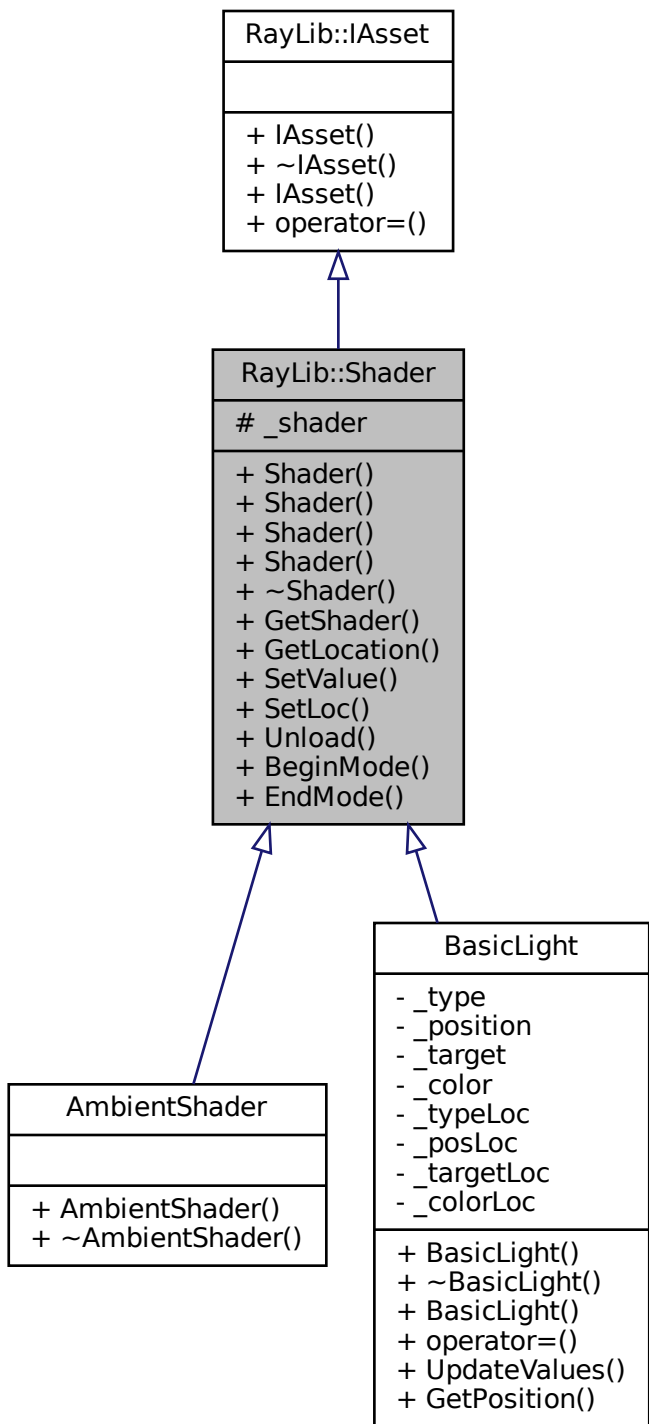 RayLib::IAsset
+ IAsset()
+ ~IAsset()
+ IAsset()
+ operator=()
RayLib::Shader
# _shader
+ Shader()
+ Shader()
+ Shader()
+ Shader()
+ ~Shader()
+ GetShader()
+ GetLocation()
+ SetValue()
+ SetLoc()
+ Unload()
+ BeginMode()
+ EndMode()
AmbientShader
+ AmbientShader()
+ ~AmbientShader()
BasicLight
- _type
- _position
- _target
- _color
- _typeLoc
- _posLoc
- _targetLoc
- _colorLoc
+ BasicLight()
+ ~BasicLight()
+ BasicLight()
+ operator=()
+ UpdateValues()
+ GetPosition()